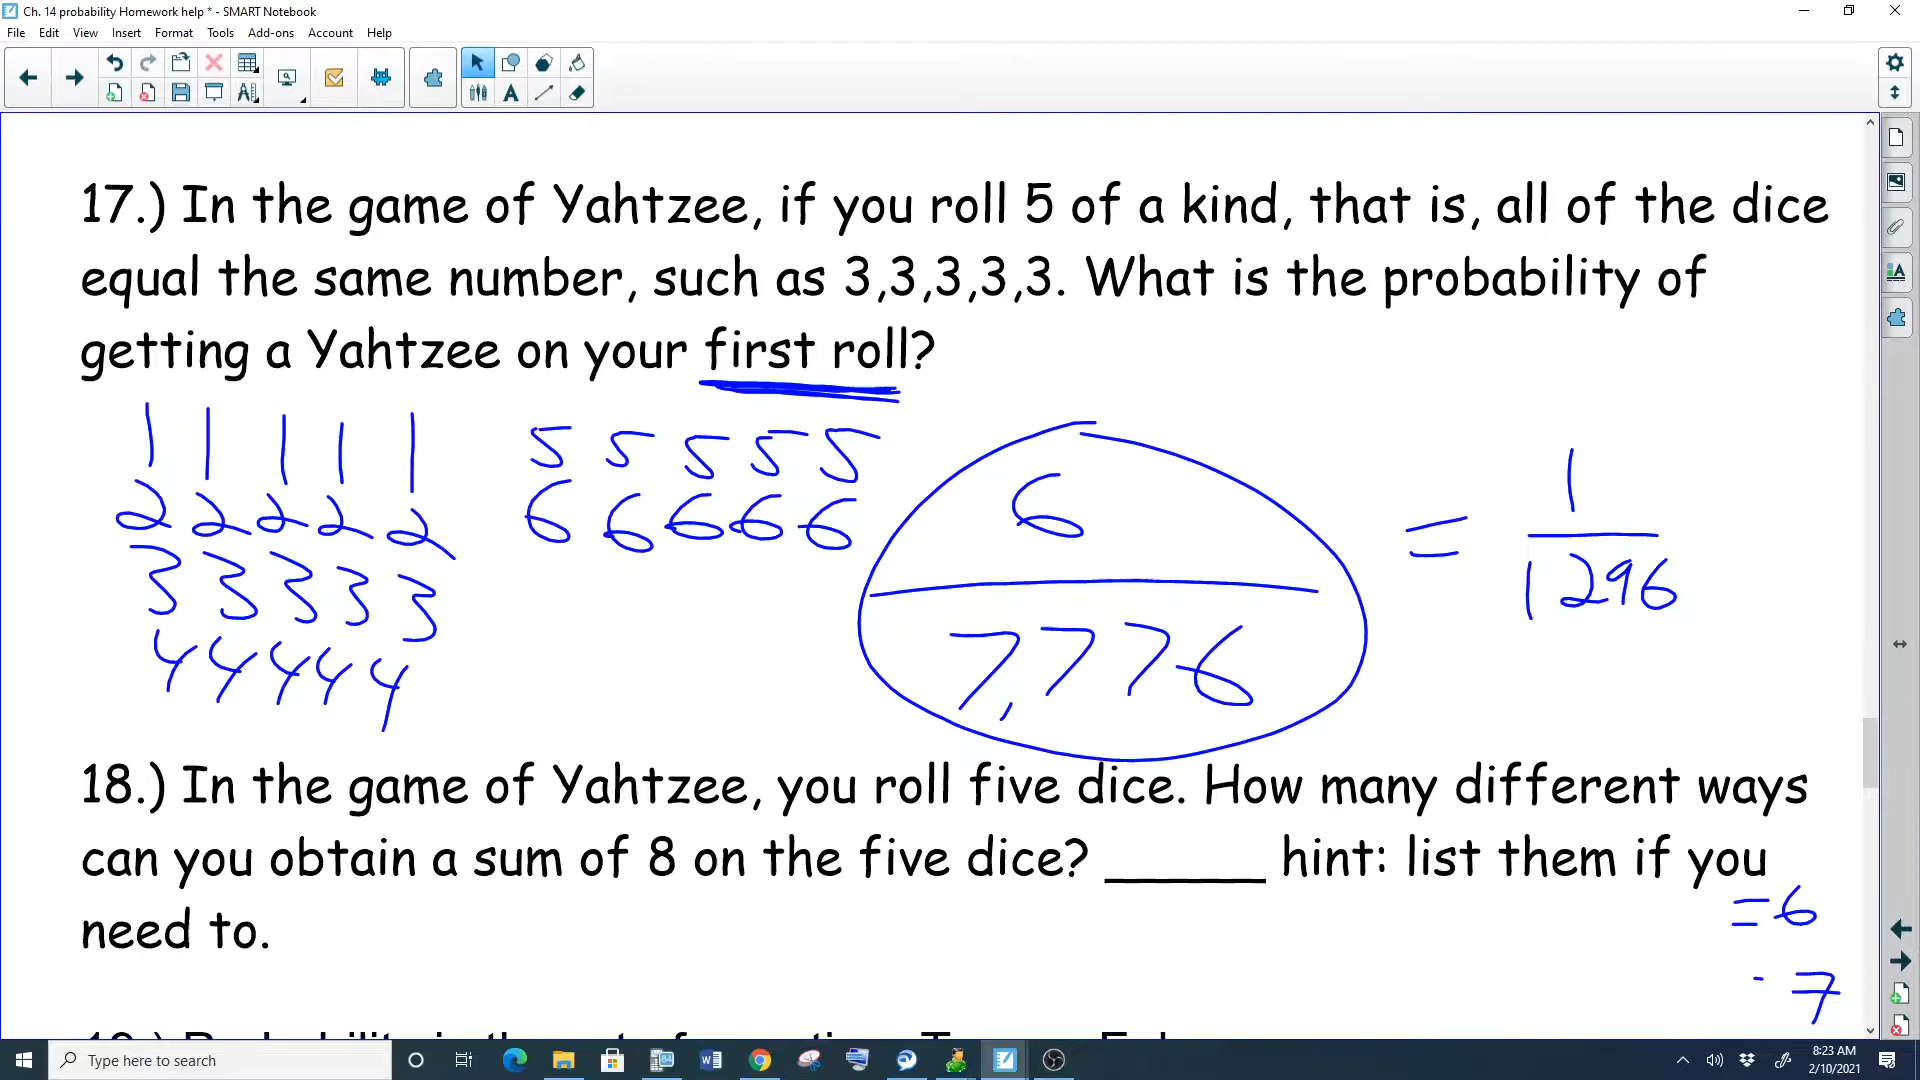 Ch. 14 probability Homework help * - SMART Notebook
File Edit View Insert Format Tools Add-ons Account Help
17.) In the game of Yahtzee, if you roll 5 of a kind, that is, all of the dice
equal the same number, such as 3,3,3,3,3. What is the probability of
getting a Yahtzee on your first roll?
1 1 1 1 1
2 2 2 2 2
3 3 3 3 3
4 4 4 4 4
5 5 5 5 5
6 6 6 6 6
6
7,776
=
1
1296
18.) In the game of Yahtzee, you roll five dice. How many different ways
can you obtain a sum of 8 on the five dice? ______ hint: list them if you
need to.
=6
7
Type here to search
8:23 AM
2/10/2021